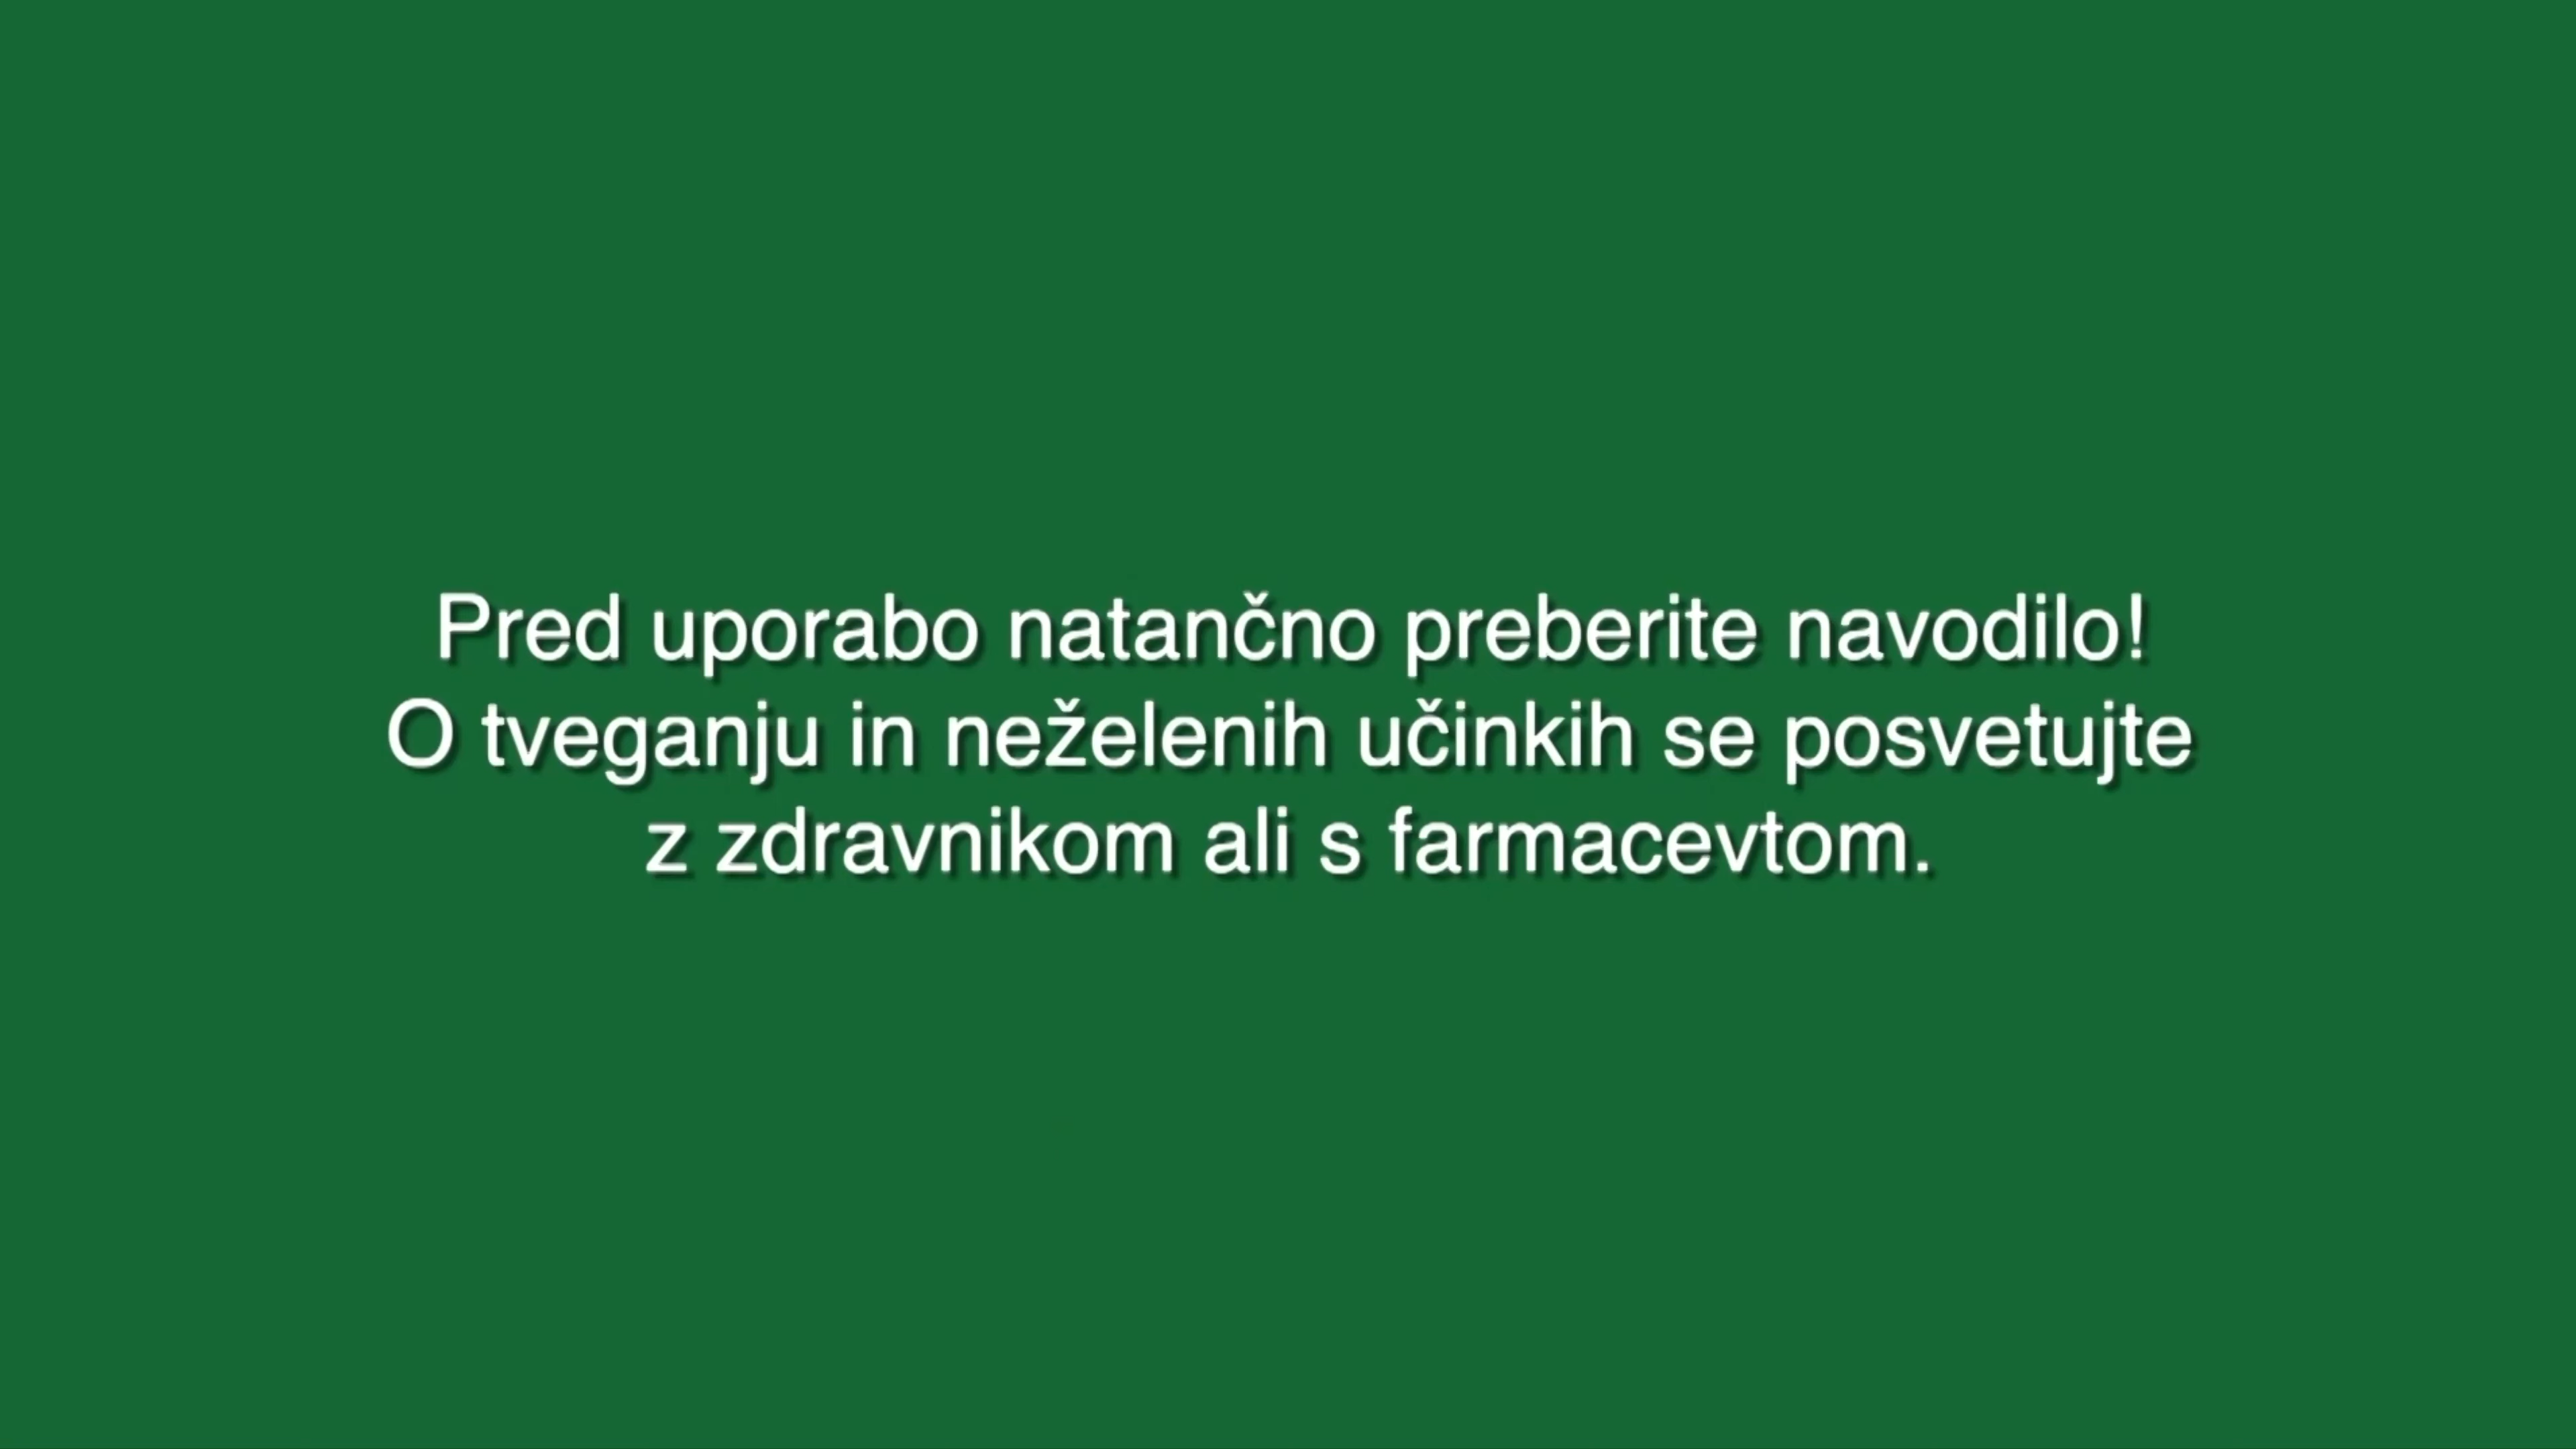 Pred uporabo natančno preberite navodilo!
O tveganju in neželenih učinkih se posvetujte
z zdravnikom ali s farmacevtom.